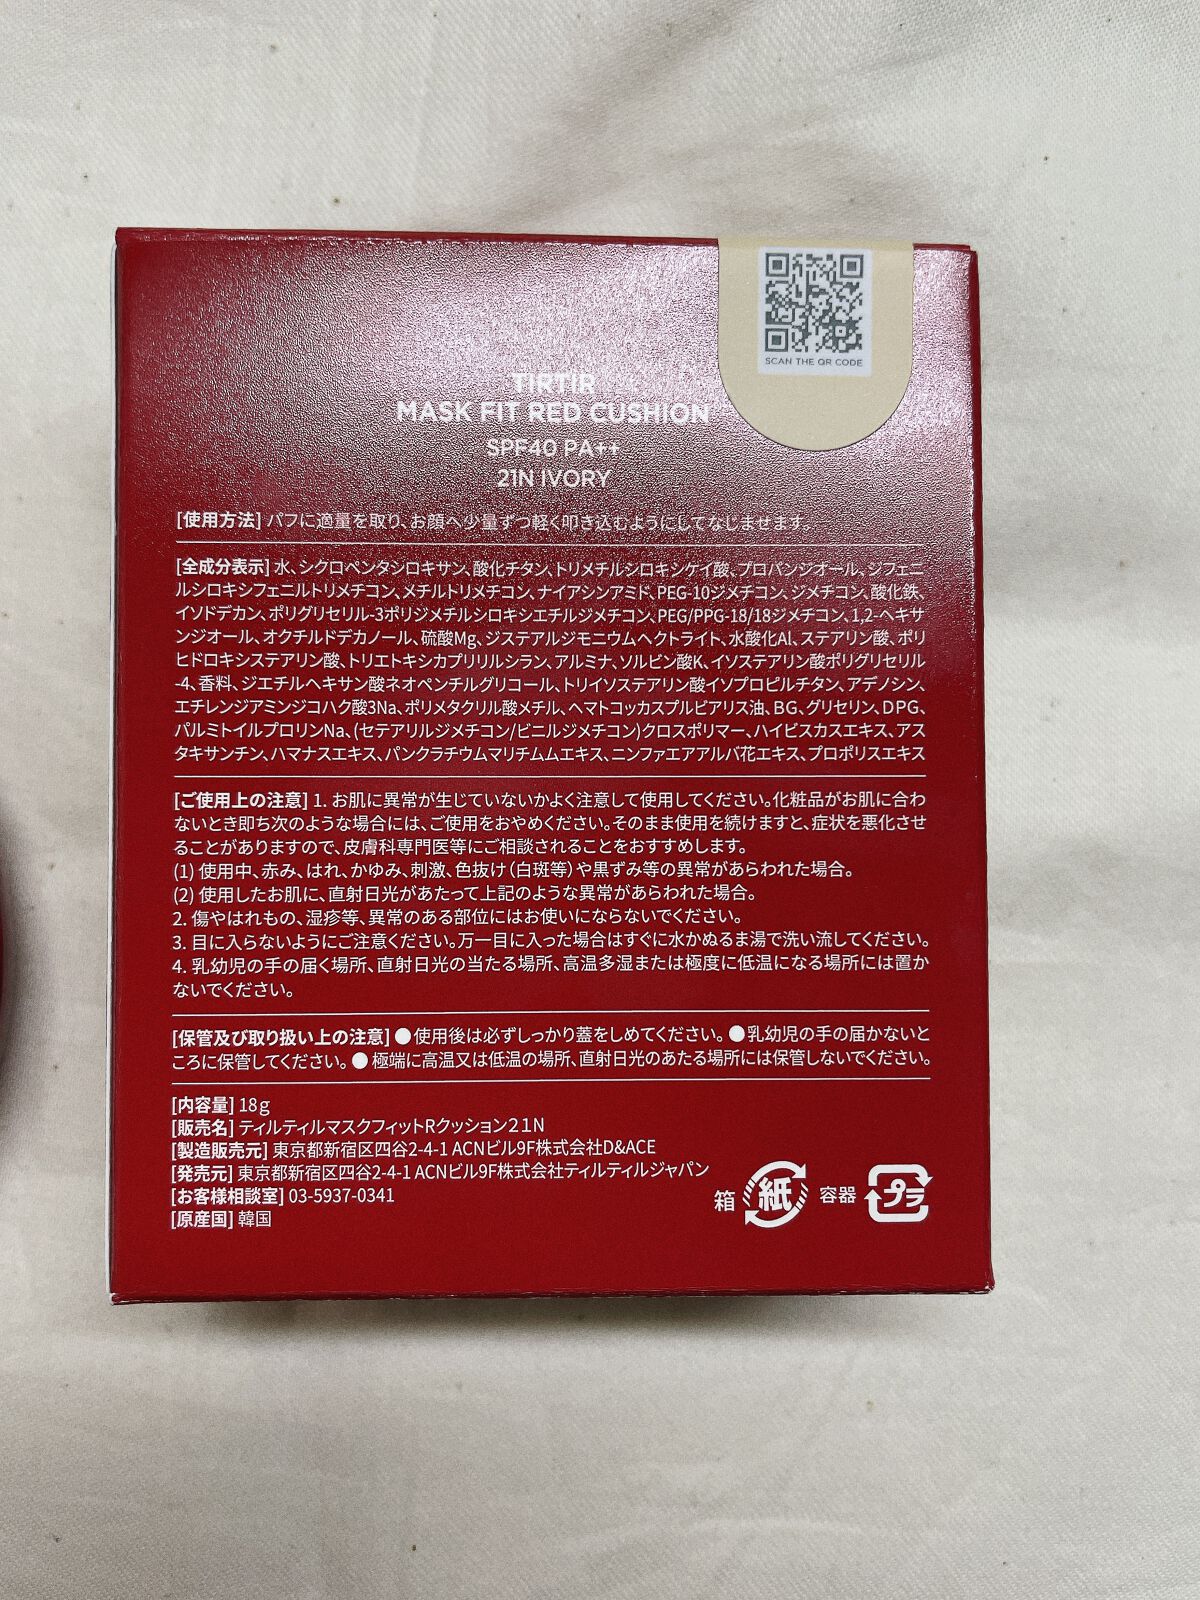 SCAN THE QR CODE
TIRTIR
MASK FIT RED CUSHION
SPF40 PA++
21N IVORY
[使用方法] パフに適量を取り、お顔へ少量ずつ軽く叩き込むようにしてなじませます。
[全成分表示] 水、シクロペンタシロキサン、酸化チタン、トリメチルシロキシケイ酸、プロパンジオール、ジフェニ
ルシロキシフェニルトリメチコン、メチルトリメチコン、ナイアシンアミド、PEG-10ジメチコン、ジメチコン、酸化鉄、
イソドデカン、ポリグリセリル-3ポリジメチルシロキシエチルジメチコン、PEG/PPG-18/18ジメチコン、1,2-ヘキサ
ンジオール、オクチルドデカノール、硫酸Mg、ジステアルジモニウムヘクトライト、水酸化Al、ステアリン酸、ポリ
ヒドロキシステアリン酸、トリエトキシカプリリルシラン、アルミナ、ソルビン酸K、イソステアリン酸ポリグリセリル
-4、香料、ジエチルヘキサン酸ネオペンチルグリコール、トリイソステアリン酸イソプロピルチタン、アデノシン、
エチレンジアミンジコハク酸3Na、ポリメタクリル酸メチル、ヘマトコッカスプルビアリス油、BG、グリセリン、DPG、
パルミトイルプロリンNa、(セテアリルジメチコン/ビニルジメチコン)クロスポリマー、ハイビスカスエキス、アス
タキサンチン、ハマナスエキス、パンクラチウムマリチムムエキス、ニンファエアアルバ花エキス、プロポリスエキス
[ご使用上の注意] 1. お肌に異常が生じていないかよく注意して使用してください。化粧品がお肌に合わ
ないとき即ち次のような場合には、ご使用をおやめください。そのまま使用を続けますと、症状を悪化させ
ることがありますので、皮膚科専門医等にご相談されることをおすすめします。
(1) 使用中、赤み、はれ、かゆみ、刺激、色抜け（白斑等）や黒ずみ等の異常があらわれた場合。
(2) 使用したお肌に、直射日光があたって上記のような異常があらわれた場合。
2. 傷やはれもの、湿疹等、異常のある部位にはお使いにならないでください。
3. 目に入らないようにご注意ください。万一目に入った場合はすぐに水かぬるま湯で洗い流してください。
4. 乳幼児の手の届く場所、直射日光の当たる場所、高温多湿または極度に低温になる場所には置か
ないでください。
[保管及び取り扱い上の注意] ●使用後は必ずしっかり蓋をしめてください。 ●乳幼児の手の届かないと
ころに保管してください。 ● 極端に高温又は低温の場所、直射日光のあたる場所には保管しないでください。
[内容量] 18g
[販売名] ティルティルマスクフィットRクッション21N
[製造販売元] 東京都新宿区四谷2-4-1 ACNビル9F株式会社D&ACE
[発売元] 東京都新宿区四谷2-4-1 ACNビル9F株式会社ティルティルジャパン
[お客様相談室] 03-5937-0341
[原産国] 韓国
箱 紙 容器 プラ